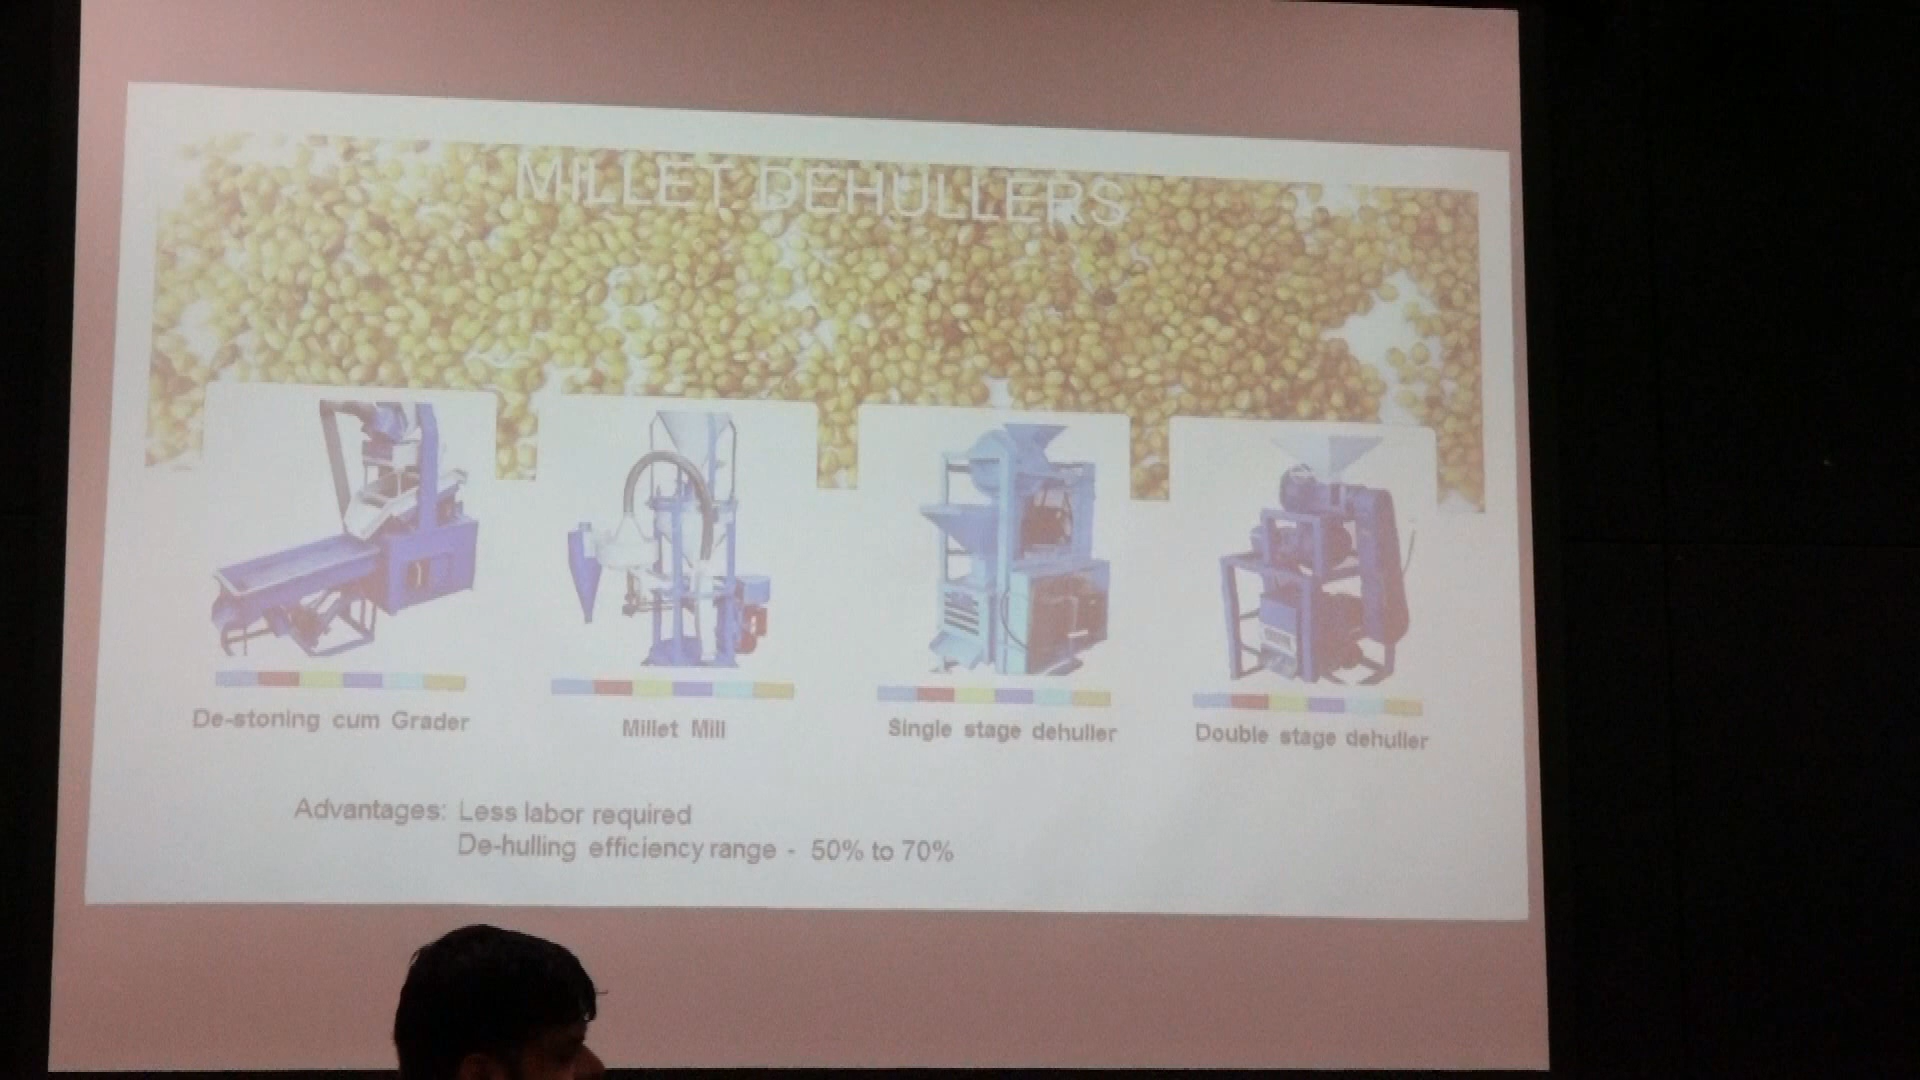 MILLET DEHULLERS
De-stoning cum Grader
Millet Mill
Single stage dehuller
Double stage dehuller
Advantages: Less labor required
De-hulling efficiency range - 50% to 70%